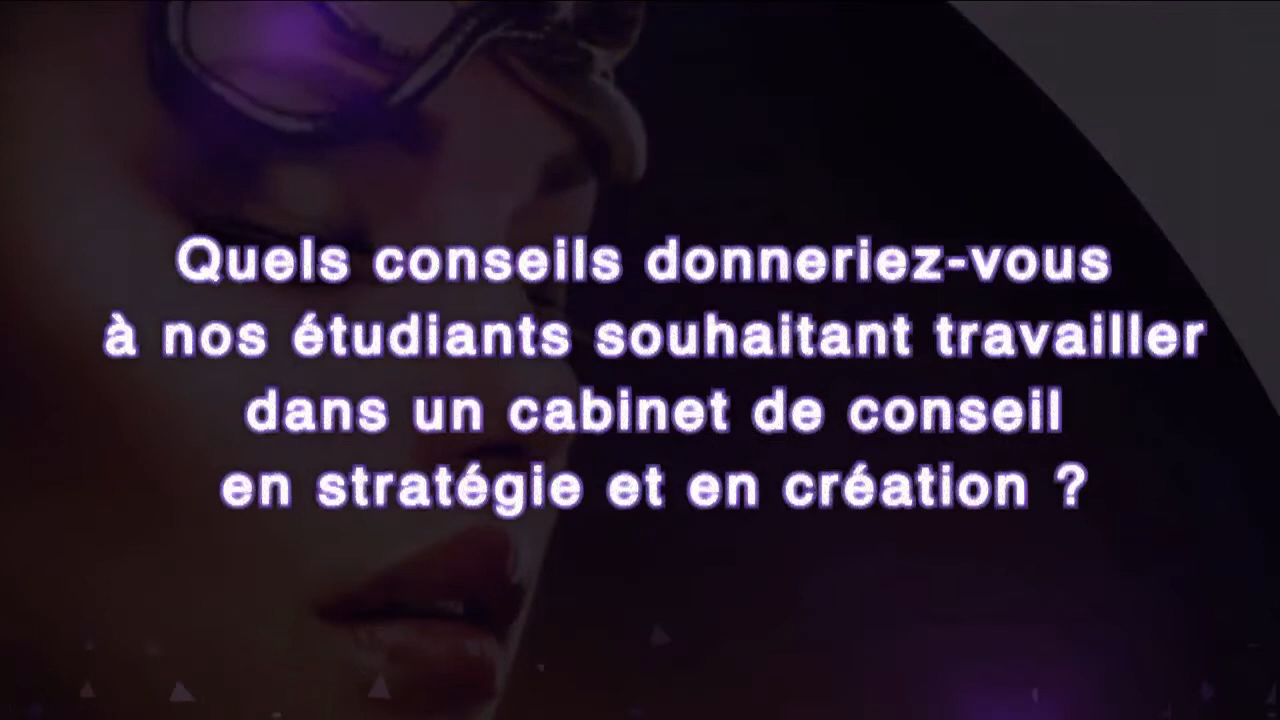 Quels conseils donneriez-vous
à nos étudiants souhaitant travailler
dans un cabinet de conseil
en stratégie et en création ?